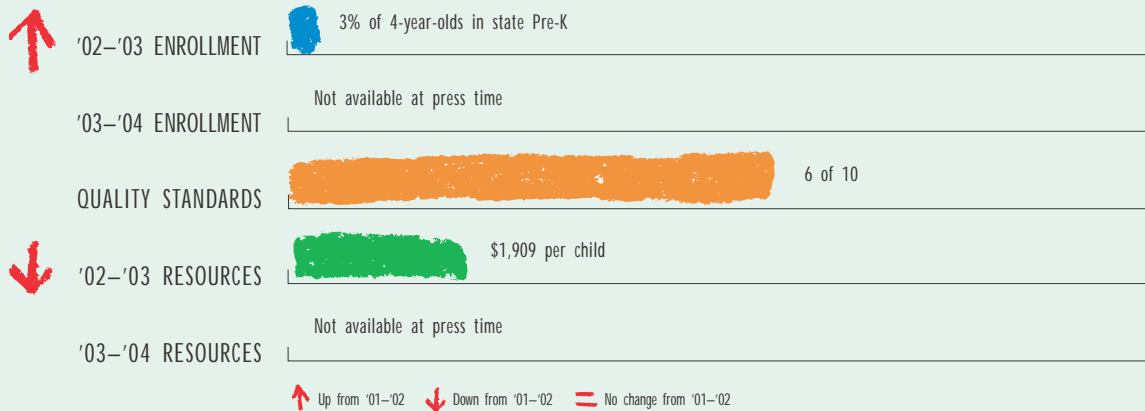 3% of 4-year-olds in state Pre-K
'02–'03 ENROLLMENT
Not available at press time
'03–'04 ENROLLMENT
6 of 10
QUALITY STANDARDS
$1,909 per child
'02–'03 RESOURCES
Not available at press time
'03–'04 RESOURCES
Up from '01–'02 Down from '01–'02 No change from '01–'02